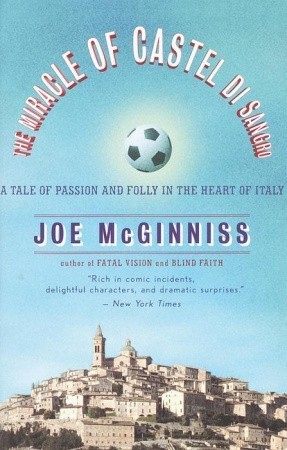 THE MIRACLE OF CASTEL DI SANGRO
A TALE OF PASSION AND FOLLY IN THE HEART OF ITALY
JOE McGINNISS
author of FATAL VISION and BLIND FAITH
"Rich in comic incidents,
delightful characters, and dramatic surprises."
— New York Times